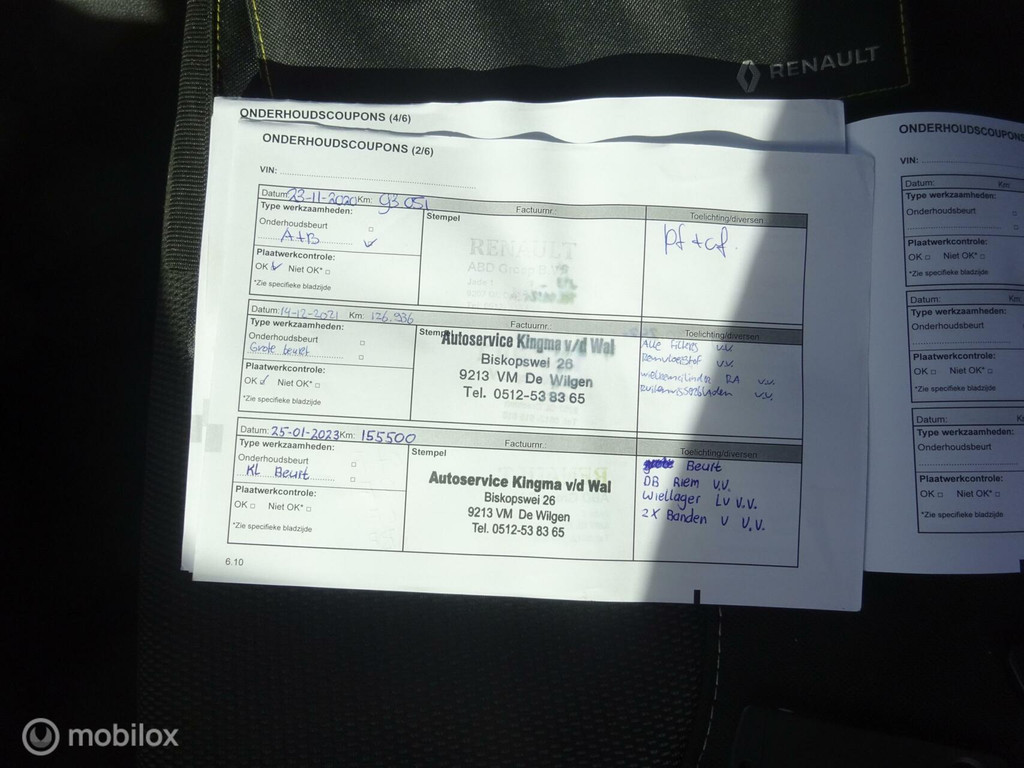 RENAULT
ONDERHOUDSCOUPONS (4/6)
ONDERHOUDSCOUPONS (2/6)
VIN:
Datum: 23-11-2020 Km: 93 051
Type werkzaamheden:
Onderhoudsbeurt
A+B
Plaatwerkcontrole:
OK Niet OK*
*Zie specifieke bladzijde
Stempel
Factuurnr.
RENAULT
ABD Groep B.V.
Toelichting/diversen
pf + cf.
Datum: 14-12-2021 Km: 126.936
Type werkzaamheden:
Onderhoudsbeurt
Grote beurt
Plaatwerkcontrole:
OK Niet OK*
*Zie specifieke bladzijde
Stempel
Factuurnr.:
Autoservice Kingma v/d Wal
Biskopswei 26
9213 VM De Wilgen
Tel. 0512-53 83 65
Toelichting/diversen
Alle filters v.v.
Remvloeistof v.v.
wielremcilinder RA v.v.
Ruitenwisserbladen v.v.
Datum: 25-01-2023 Km: 155500
Type werkzaamheden:
Onderhoudsbeurt
Kl Beurt
Plaatwerkcontrole:
OK Niet OK*
*Zie specifieke bladzijde
Stempel
Factuurnr.:
Autoservice Kingma v/d Wal
Biskopswei 26
9213 VM De Wilgen
Tel. 0512-53 83 65
Toelichting/diversen
Beurt
DB Riem V.V.
Wiellager LV V.V.
2x Banden V V.V.
6.10
ONDERHOUDSCOUPONS
VIN:
Datum: Km:
Type werkzaamheden:
Onderhoudsbeurt
Plaatwerkcontrole:
OK Niet OK*
*Zie specifieke bladzijde
Datum: Km:
Type werkzaamheden:
Onderhoudsbeurt
Plaatwerkcontrole:
OK Niet OK*
*Zie specifieke bladzijde
Datum:
Type werkzaamheden:
Onderhoudsbeurt
Plaatwerkcontrole:
OK Niet OK*
*Zie specifieke bladzijde
mobilox